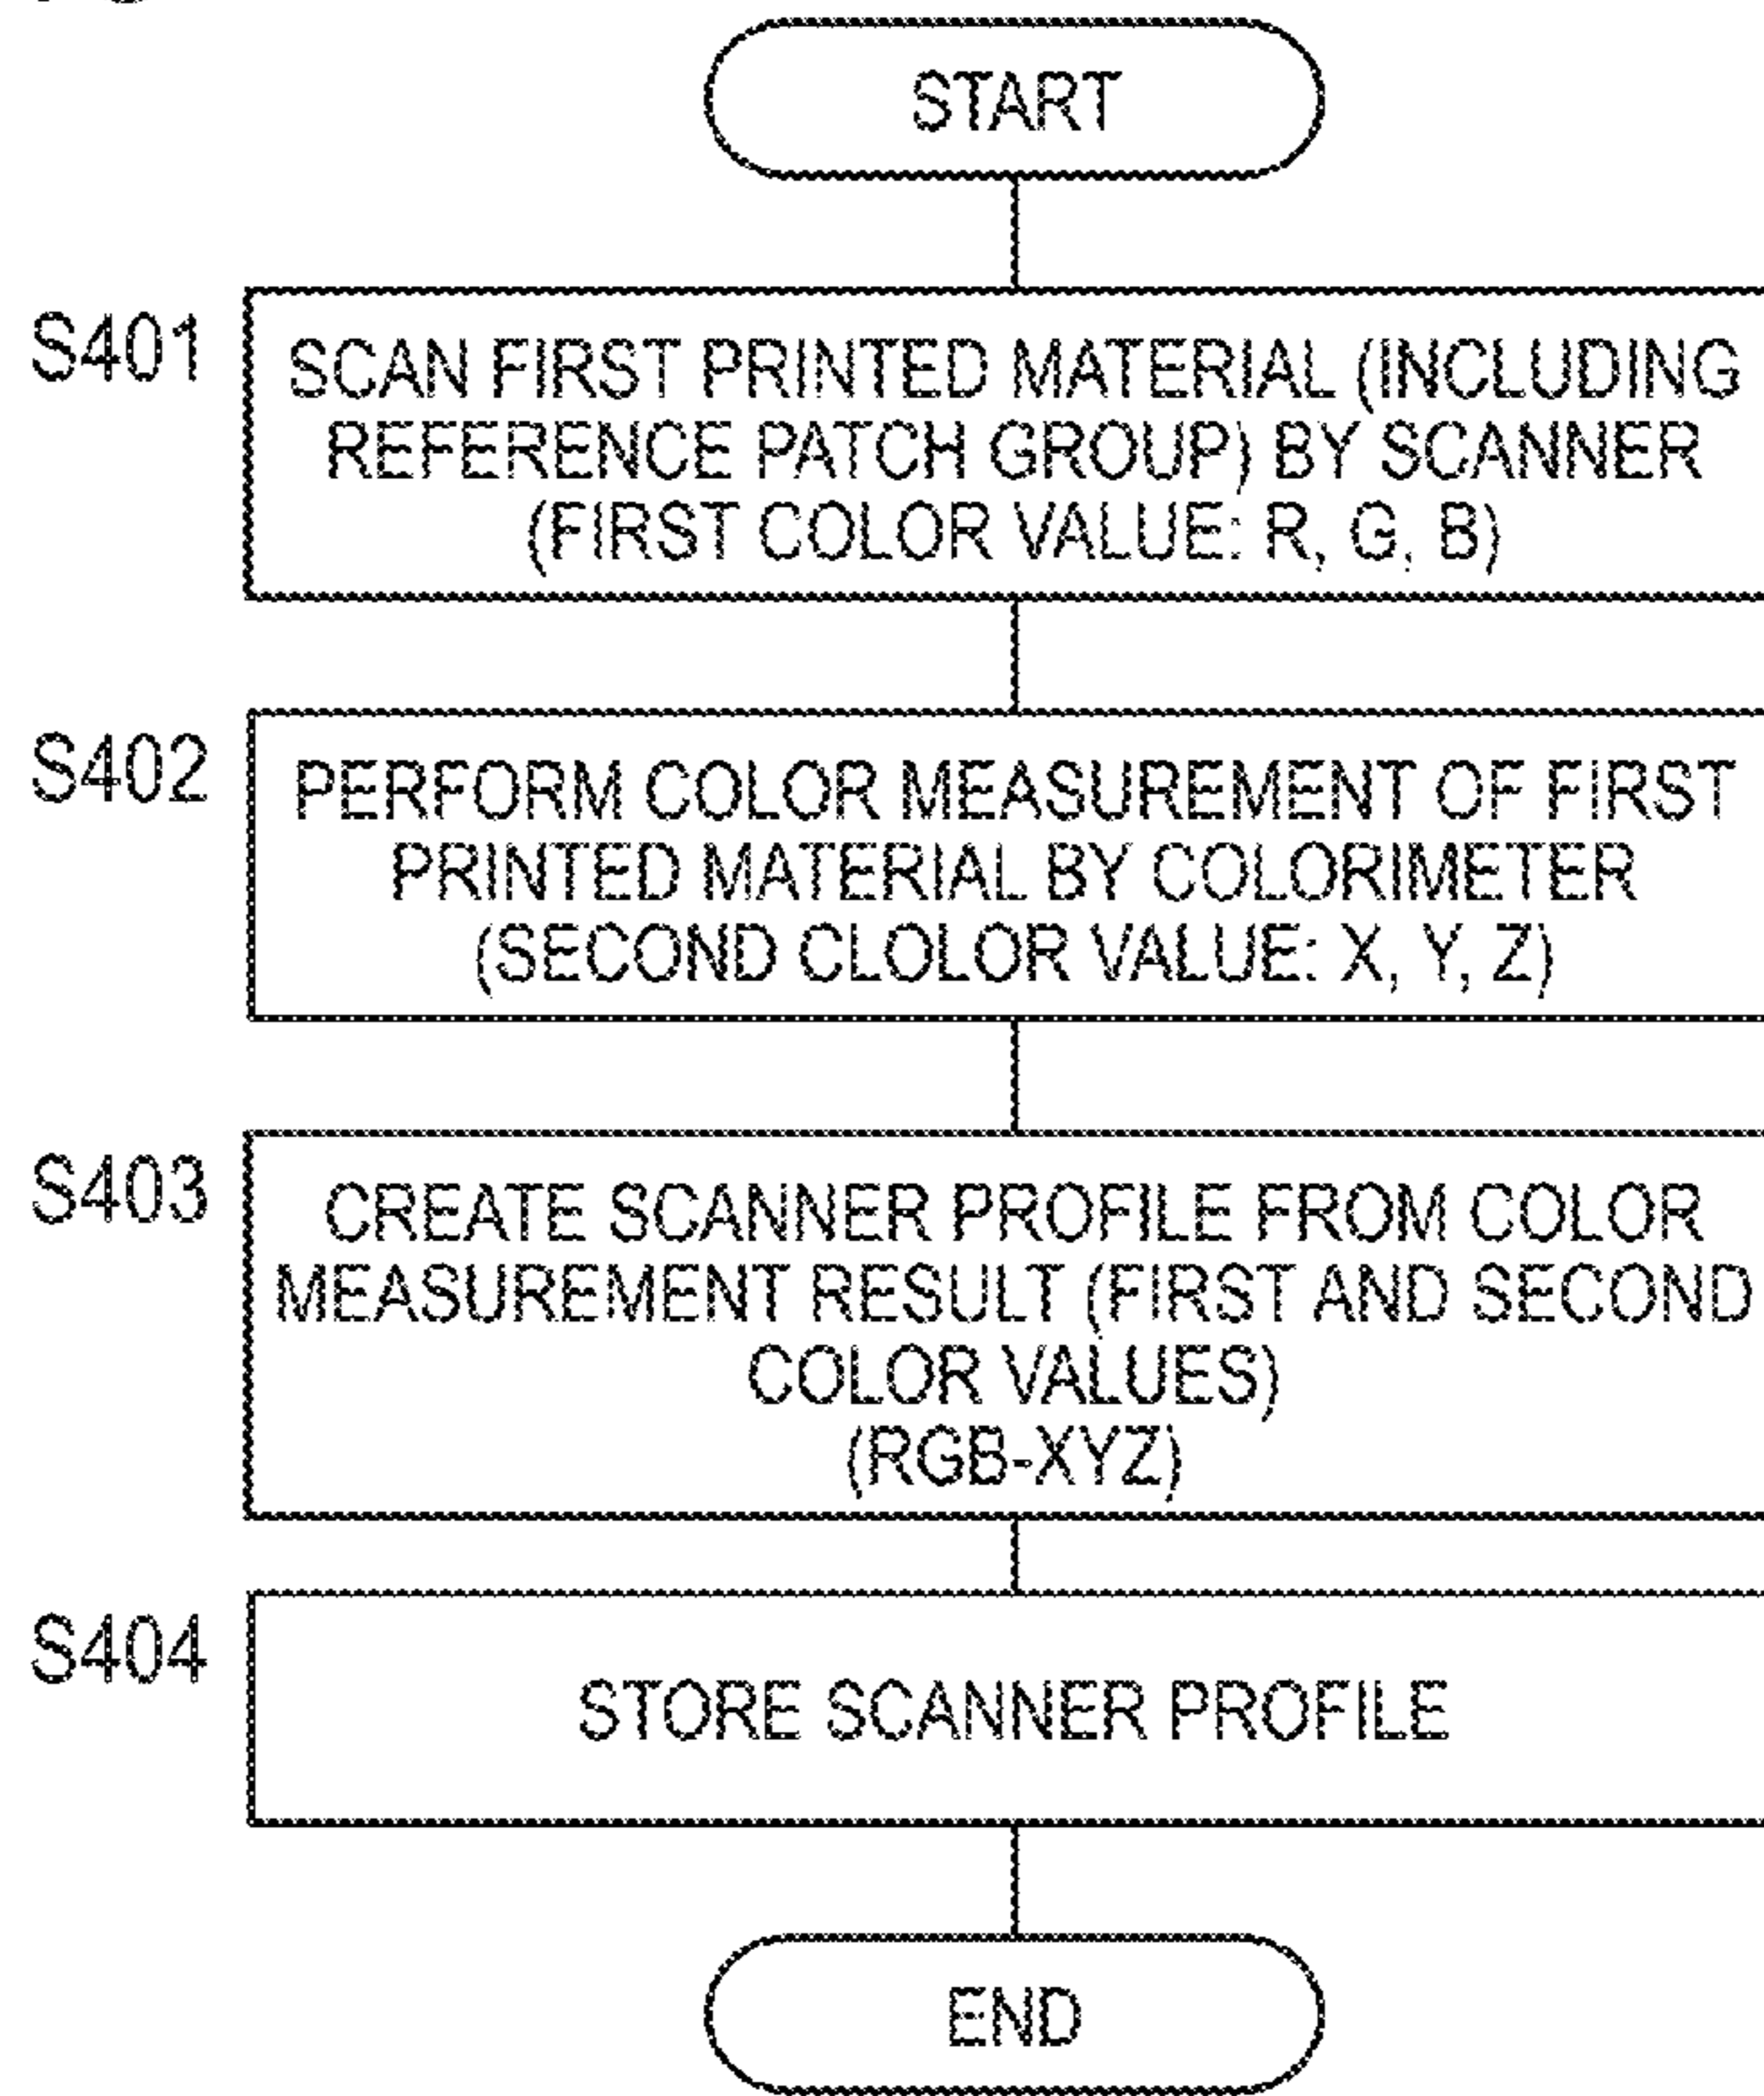 START
S401
SCAN FIRST PRINTED MATERIAL (INCLUDING
REFERENCE PATCH GROUP) BY SCANNER
(FIRST COLOR VALUE: R, G, B)
S402
PERFORM COLOR MEASUREMENT OF FIRST
PRINTED MATERIAL BY COLORIMETER
(SECOND CLOLOR VALUE: X, Y, Z)
S403
CREATE SCANNER PROFILE FROM COLOR
MEASUREMENT RESULT (FIRST AND SECOND
COLOR VALUES)
(RGB-XYZ)
S404
STORE SCANNER PROFILE
END